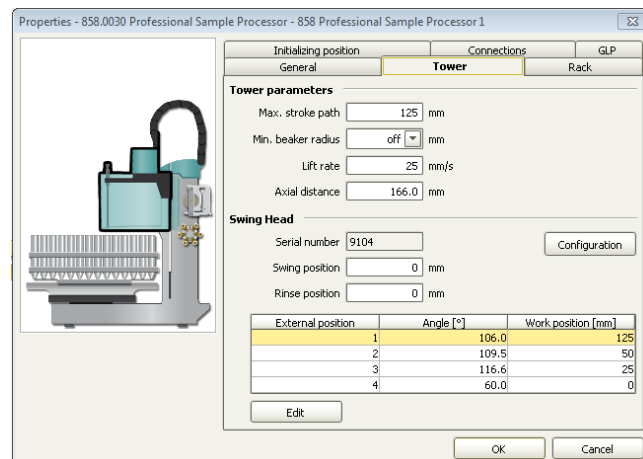 Properties - 858.0030 Professional Sample Processor - 858 Professional Sample Processor 1
Initializing position Connections GLP
General Tower Rack
Tower parameters
Max. stroke path 125 mm
Min. beaker radius off mm
Lift rate 25 mm/s
Axial distance 166.0 mm
Swing Head
Serial number 9104 Configuration
Swing position 0 mm
Rinse position 0 mm
External position Angle [°] Work position [mm]
1 106.0 125
2 109.5 50
3 116.6 25
4 60.0 0
Edit
OK Cancel